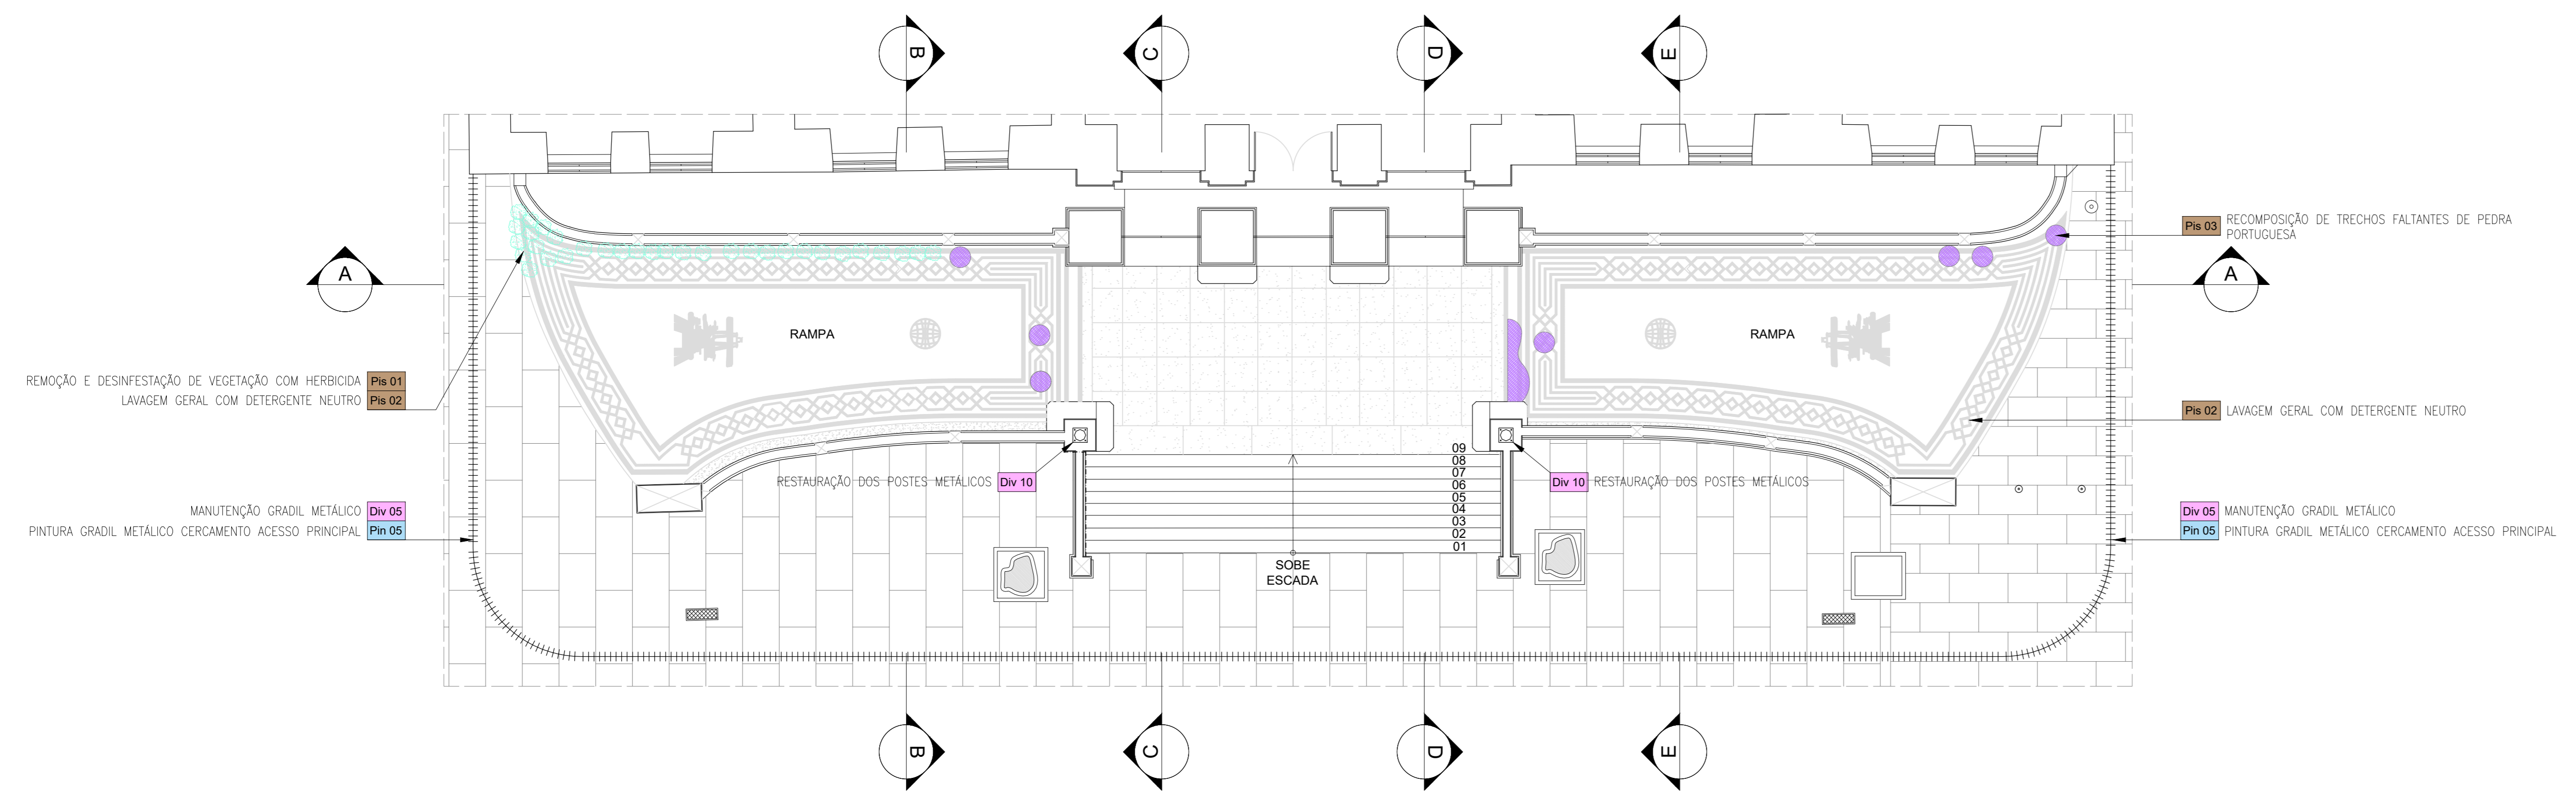 B
C
D
E
Pis 03 RECOMPOSIÇÃO DE TRECHOS FALTANTES DE PEDRA
PORTUGUESA
A
A
RAMPA
RAMPA
REMOÇÃO E DESINFESTAÇÃO DE VEGETAÇÃO COM HERBICIDA Pis 01
LAVAGEM GERAL COM DETERGENTE NEUTRO Pis 02
Pis 02 LAVAGEM GERAL COM DETERGENTE NEUTRO
09
08
07
06
05
04
03
02
01
RESTAURAÇÃO DOS POSTES METÁLICOS Div 10
Div 10 RESTAURAÇÃO DOS POSTES METÁLICOS
MANUTENÇÃO GRADIL METÁLICO Div 05
PINTURA GRADIL METÁLICO CERCAMENTO ACESSO PRINCIPAL Pin 05
Div 05 MANUTENÇÃO GRADIL METÁLICO
Pin 05 PINTURA GRADIL METÁLICO CERCAMENTO ACESSO PRINCIPAL
SOBE
ESCADA
B
C
D
E